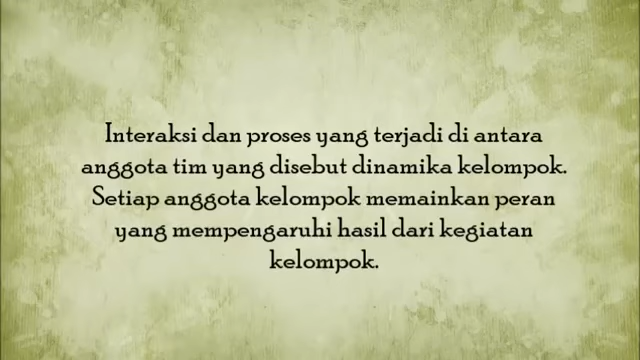 Interaksi dan proses yang terjadi di antara
anggota tim yang disebut dinamika kelompok.
Setiap anggota kelompok memainkan peran
yang mempengaruhi hasil dari kegiatan
kelompok.